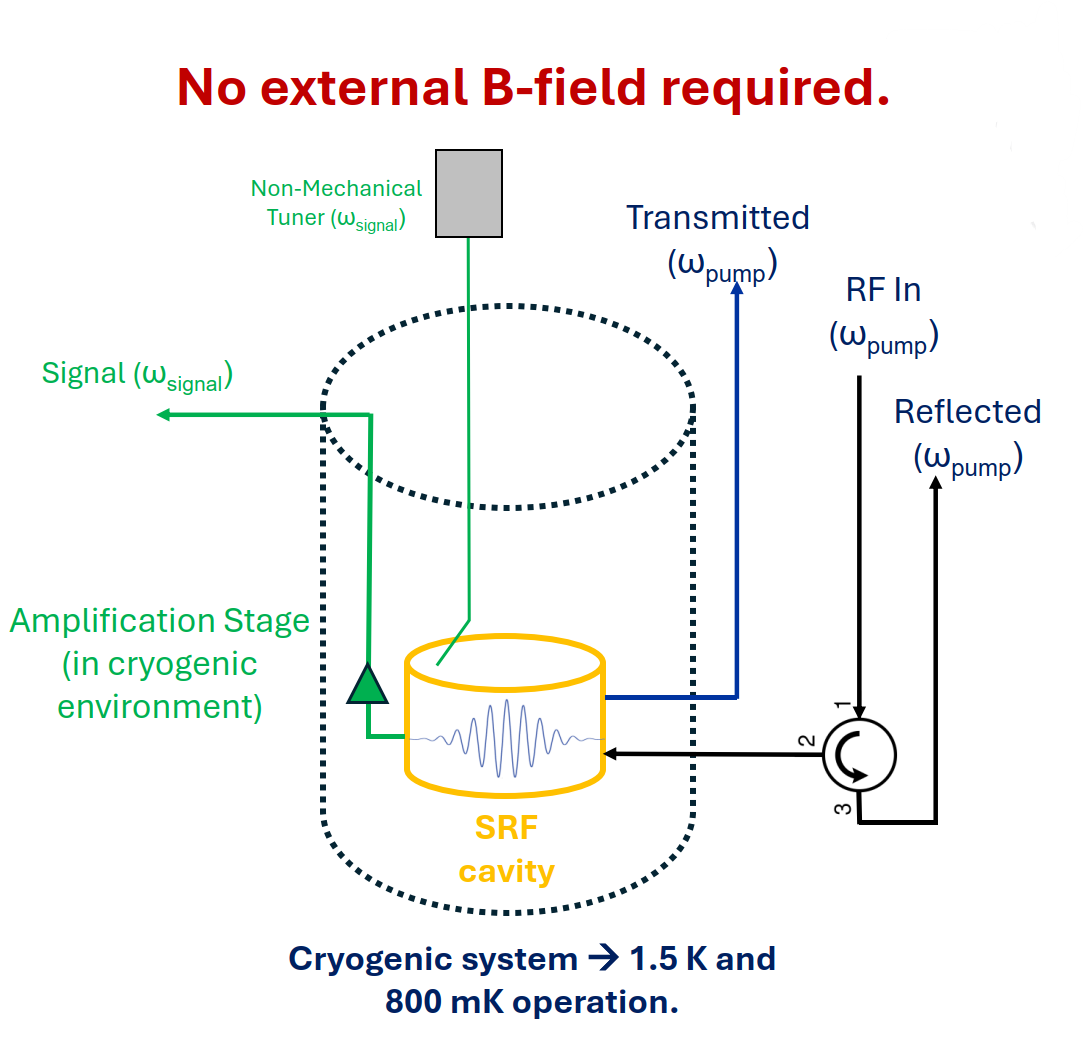 No external B-field required.
Non-Mechanical
Tuner (ωsignal)
Transmitted
(ωpump)
RF In
(ωpump)
Signal (ωsignal)
Reflected
(ωpump)
Amplification Stage
(in cryogenic
environment)
1
2
3
SRF
cavity
Cryogenic system → 1.5 K and
800 mK operation.